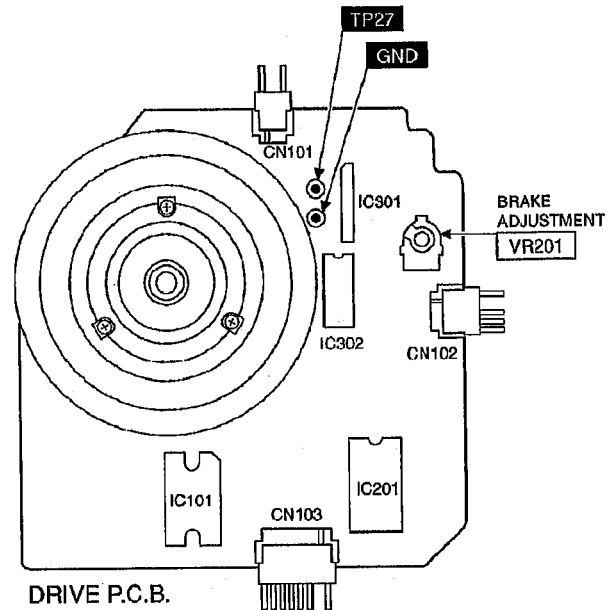 TP27
GND
CN101
IC301
BRAKE
ADJUSTMENT
VR201
IC302
CN102
IC101
IC201
CN103
DRIVE P.C.B.